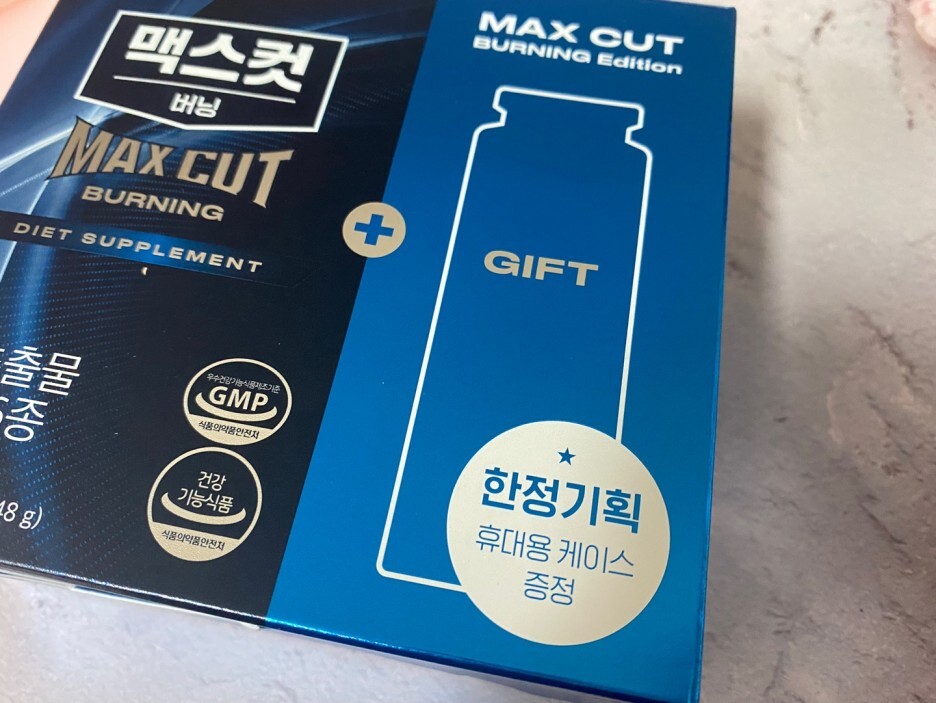 맥스컷
버닝
MAX CUT
BURNING
DIET SUPPLEMENT
출물
5종
48 g)
우수건강기능식품제조기준
GMP
식품의약품안전처
건강
기능식품
식품의약품안전처
MAX CUT
BURNING Edition
GIFT
한정기획
휴대용 케이스
증정